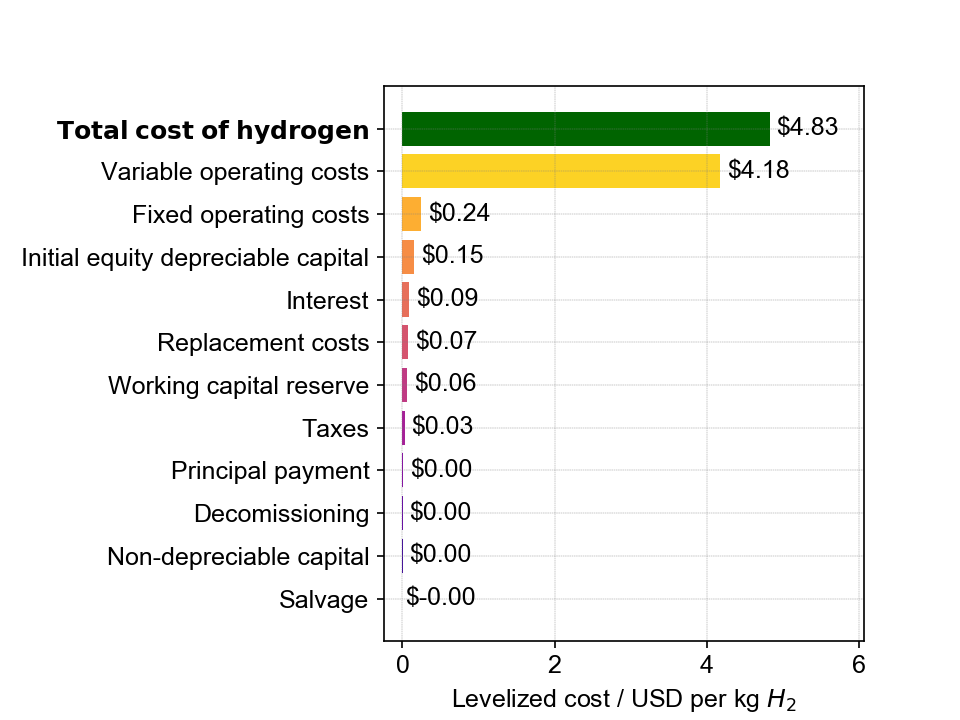 Total cost of hydrogen $4.83
Variable operating costs $4.18
Fixed operating costs $0.24
Initial equity depreciable capital $0.15
Interest $0.09
Replacement costs $0.07
Working capital reserve $0.06
Taxes $0.03
Principal payment $0.00
Decomissioning $0.00
Non-depreciable capital $0.00
Salvage $-0.00
0 2 4 6
Levelized cost / USD per kg H₂